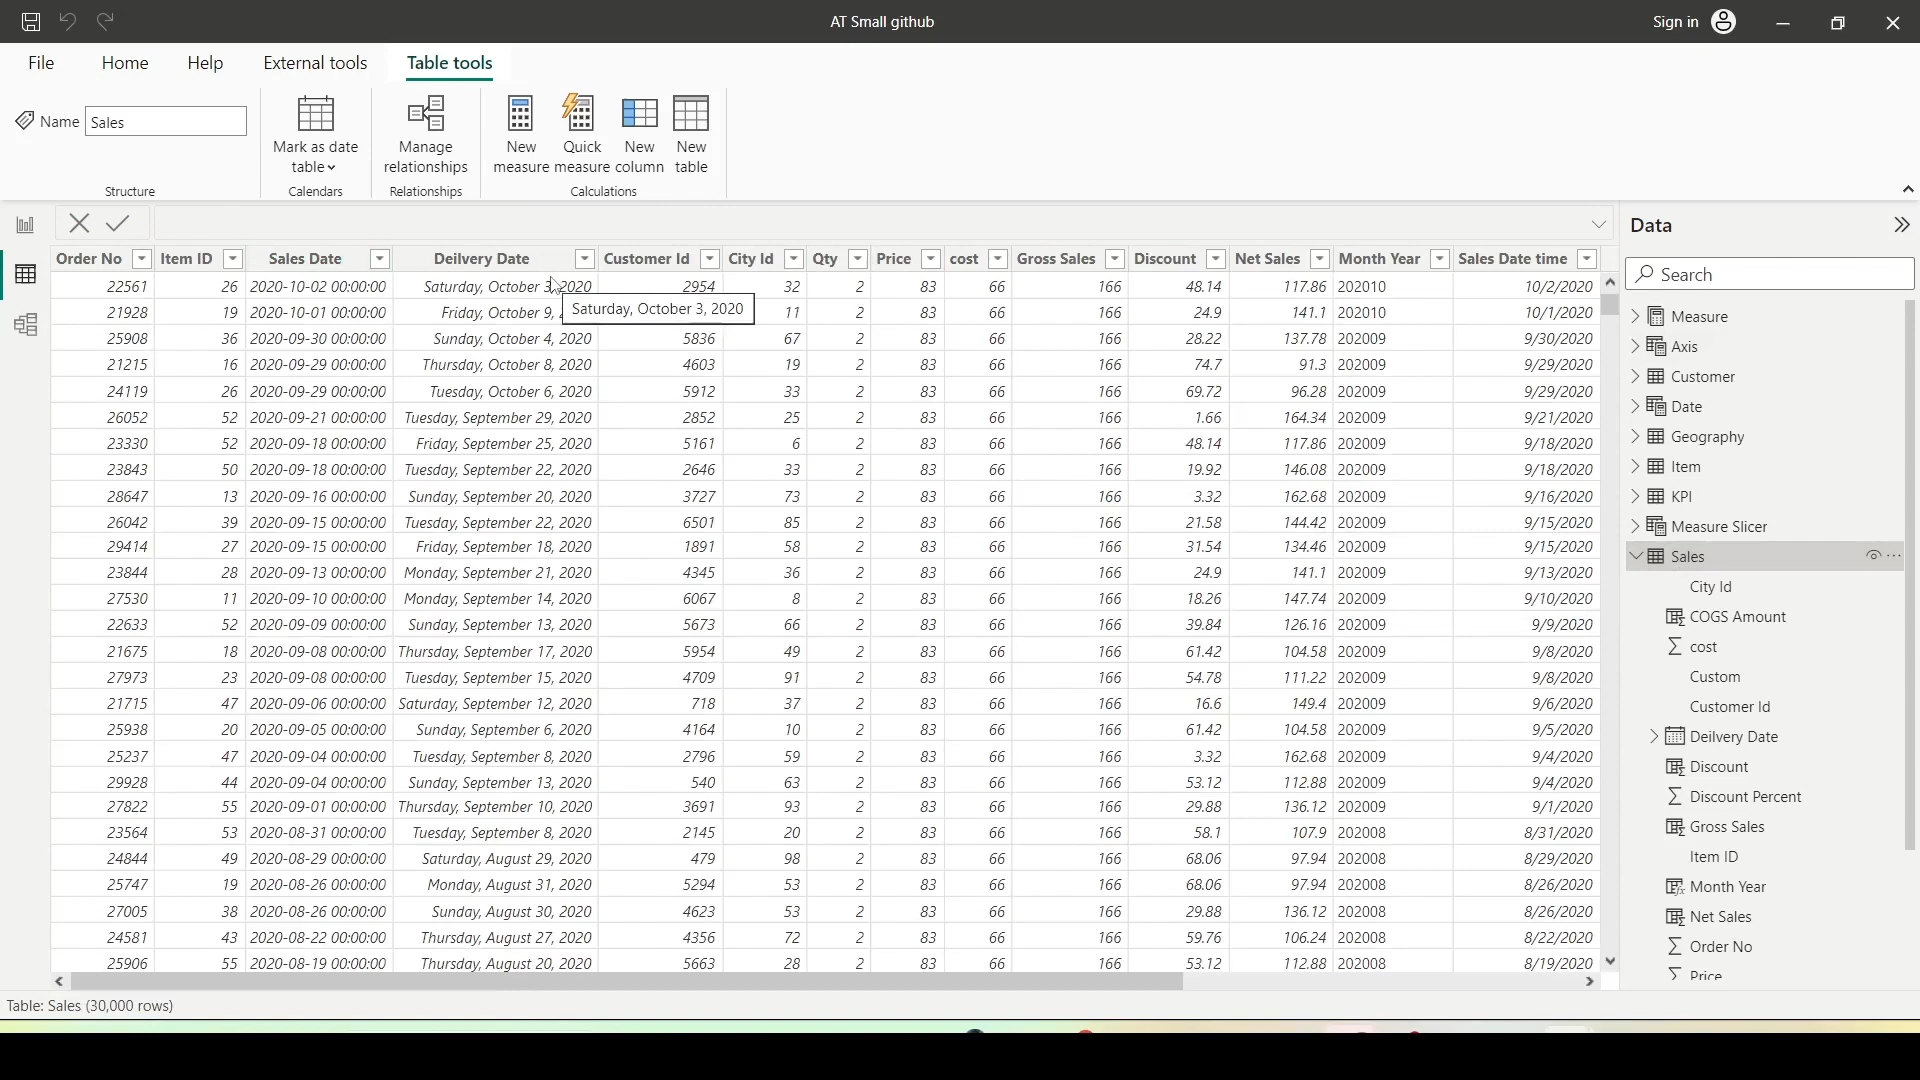 AT Small github
Sign in
File Home Help External tools Table tools
Name Sales
Mark as date table
Manage relationships
New measure
Quick measure
New column
New table
Structure Calendars Relationships Calculations
Order No Item ID Sales Date Deilvery Date Customer Id City Id Qty Price cost Gross Sales Discount Net Sales Month Year Sales Date time
22561 26 2020-10-02 00:00:00 Saturday, October 3, 2020 2954 32 2 83 66 166 48.14 117.86 202010 10/2/2020
Saturday, October 3, 2020
21928 19 2020-10-01 00:00:00 Friday, October 9, 11 2 83 66 166 24.9 141.1 202010 10/1/2020
25908 36 2020-09-30 00:00:00 Sunday, October 4, 2020 5836 67 2 83 66 166 28.22 137.78 202009 9/30/2020
21215 16 2020-09-29 00:00:00 Thursday, October 8, 2020 4603 19 2 83 66 166 74.7 91.3 202009 9/29/2020
24119 26 2020-09-29 00:00:00 Tuesday, October 6, 2020 5912 33 2 83 66 166 69.72 96.28 202009 9/29/2020
26052 52 2020-09-21 00:00:00 Tuesday, September 29, 2020 2852 25 2 83 66 166 1.66 164.34 202009 9/21/2020
23330 52 2020-09-18 00:00:00 Friday, September 25, 2020 5161 6 2 83 66 166 48.14 117.86 202009 9/18/2020
23843 50 2020-09-18 00:00:00 Tuesday, September 22, 2020 2646 33 2 83 66 166 19.92 146.08 202009 9/18/2020
28647 13 2020-09-16 00:00:00 Sunday, September 20, 2020 3727 73 2 83 66 166 3.32 162.68 202009 9/16/2020
26042 39 2020-09-15 00:00:00 Tuesday, September 22, 2020 6501 85 2 83 66 166 21.58 144.42 202009 9/15/2020
29414 27 2020-09-15 00:00:00 Friday, September 18, 2020 1891 58 2 83 66 166 31.54 134.46 202009 9/15/2020
23844 28 2020-09-13 00:00:00 Monday, September 21, 2020 4345 36 2 83 66 166 24.9 141.1 202009 9/13/2020
27530 11 2020-09-10 00:00:00 Monday, September 14, 2020 6067 8 2 83 66 166 18.26 147.74 202009 9/10/2020
22633 52 2020-09-09 00:00:00 Sunday, September 13, 2020 5673 66 2 83 66 166 39.84 126.16 202009 9/9/2020
21675 18 2020-09-08 00:00:00 Thursday, September 17, 2020 5954 49 2 83 66 166 61.42 104.58 202009 9/8/2020
27973 23 2020-09-08 00:00:00 Tuesday, September 15, 2020 4709 91 2 83 66 166 54.78 111.22 202009 9/8/2020
21715 47 2020-09-06 00:00:00 Saturday, September 12, 2020 718 37 2 83 66 166 16.6 149.4 202009 9/6/2020
25938 20 2020-09-05 00:00:00 Sunday, September 6, 2020 4164 10 2 83 66 166 61.42 104.58 202009 9/5/2020
25237 47 2020-09-04 00:00:00 Tuesday, September 8, 2020 2796 59 2 83 66 166 3.32 162.68 202009 9/4/2020
29928 44 2020-09-04 00:00:00 Sunday, September 13, 2020 540 63 2 83 66 166 53.12 112.88 202009 9/4/2020
27822 55 2020-09-01 00:00:00 Thursday, September 10, 2020 3691 93 2 83 66 166 29.88 136.12 202009 9/1/2020
23564 53 2020-08-31 00:00:00 Tuesday, September 8, 2020 2145 20 2 83 66 166 58.1 107.9 202008 8/31/2020
24844 49 2020-08-29 00:00:00 Saturday, August 29, 2020 479 98 2 83 66 166 68.06 97.94 202008 8/29/2020
25747 19 2020-08-26 00:00:00 Monday, August 31, 2020 5294 53 2 83 66 166 68.06 97.94 202008 8/26/2020
27005 38 2020-08-26 00:00:00 Sunday, August 30, 2020 4623 53 2 83 66 166 29.88 136.12 202008 8/26/2020
24581 43 2020-08-22 00:00:00 Thursday, August 27, 2020 4356 72 2 83 66 166 59.76 106.24 202008 8/22/2020
25906 55 2020-08-19 00:00:00 Thursday, August 20, 2020 5663 28 2 83 66 166 53.12 112.88 202008 8/19/2020
Data
Search
Measure
Axis
Customer
Date
Geography
Item
KPI
Measure Slicer
Sales
City Id
COGS Amount
cost
Custom
Customer Id
Deilvery Date
Discount
Discount Percent
Gross Sales
Item ID
Month Year
Net Sales
Order No
Price
Table: Sales (30,000 rows)